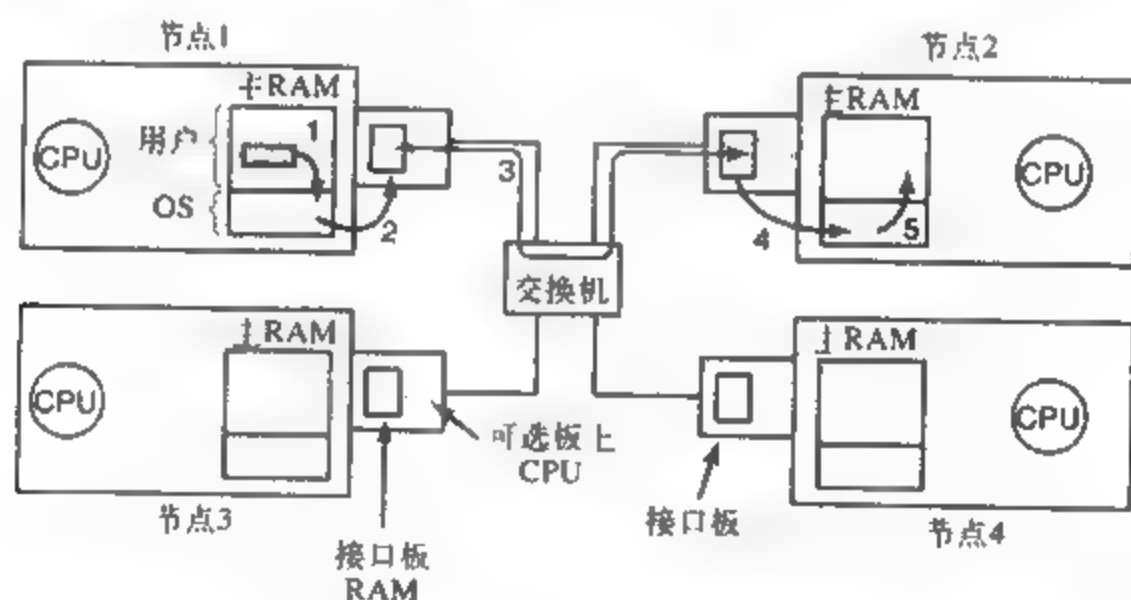 节点1
节点2
主RAM
主RAM
用户
1
CPU
CPU
3
OS
2
4
5
交换机
主RAM
主RAM
CPU
CPU
可选板上
CPU
接口板
节点3
节点4
接口板
RAM